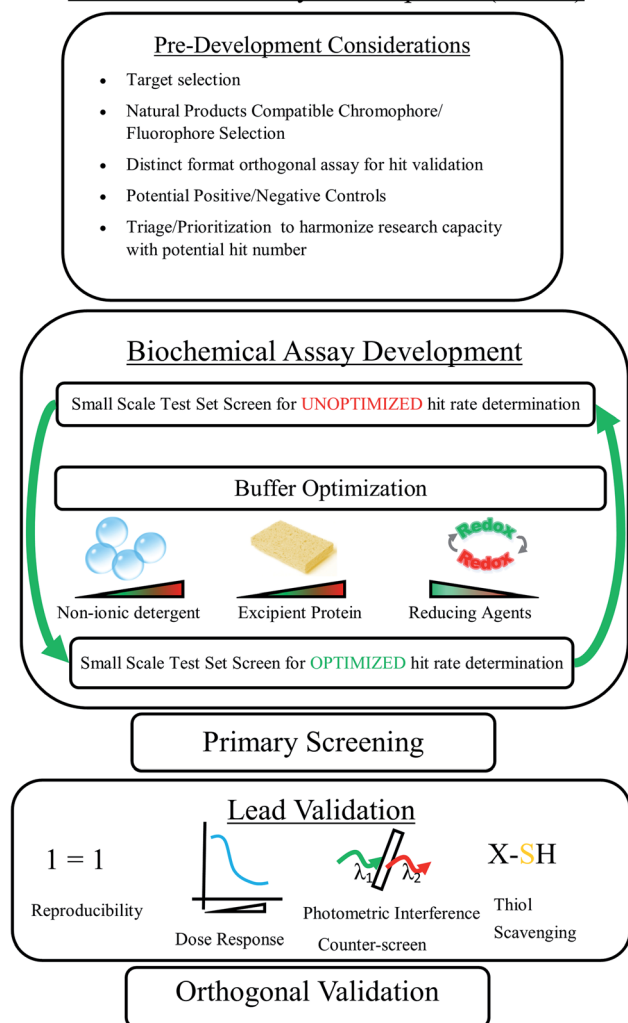 Pre-Development Considerations
• Target selection
• Natural Products Compatible Chromophore/
Fluorophore Selection
• Distinct format orthogonal assay for hit validation
• Potential Positive/Negative Controls
• Triage/Prioritization to harmonize research capacity
with potential hit number
Biochemical Assay Development
Small Scale Test Set Screen for UNOPTIMIZED hit rate determination
Buffer Optimization
Redox
Redox
Non-ionic detergent
Excipient Protein
Reducing Agents
Small Scale Test Set Screen for OPTIMIZED hit rate determination
Primary Screening
Lead Validation
1 = 1
Reproducibility
Dose Response
λ1
λ2
Photometric Interference
Counter-screen
X-SH
Thiol
Scavenging
Orthogonal Validation